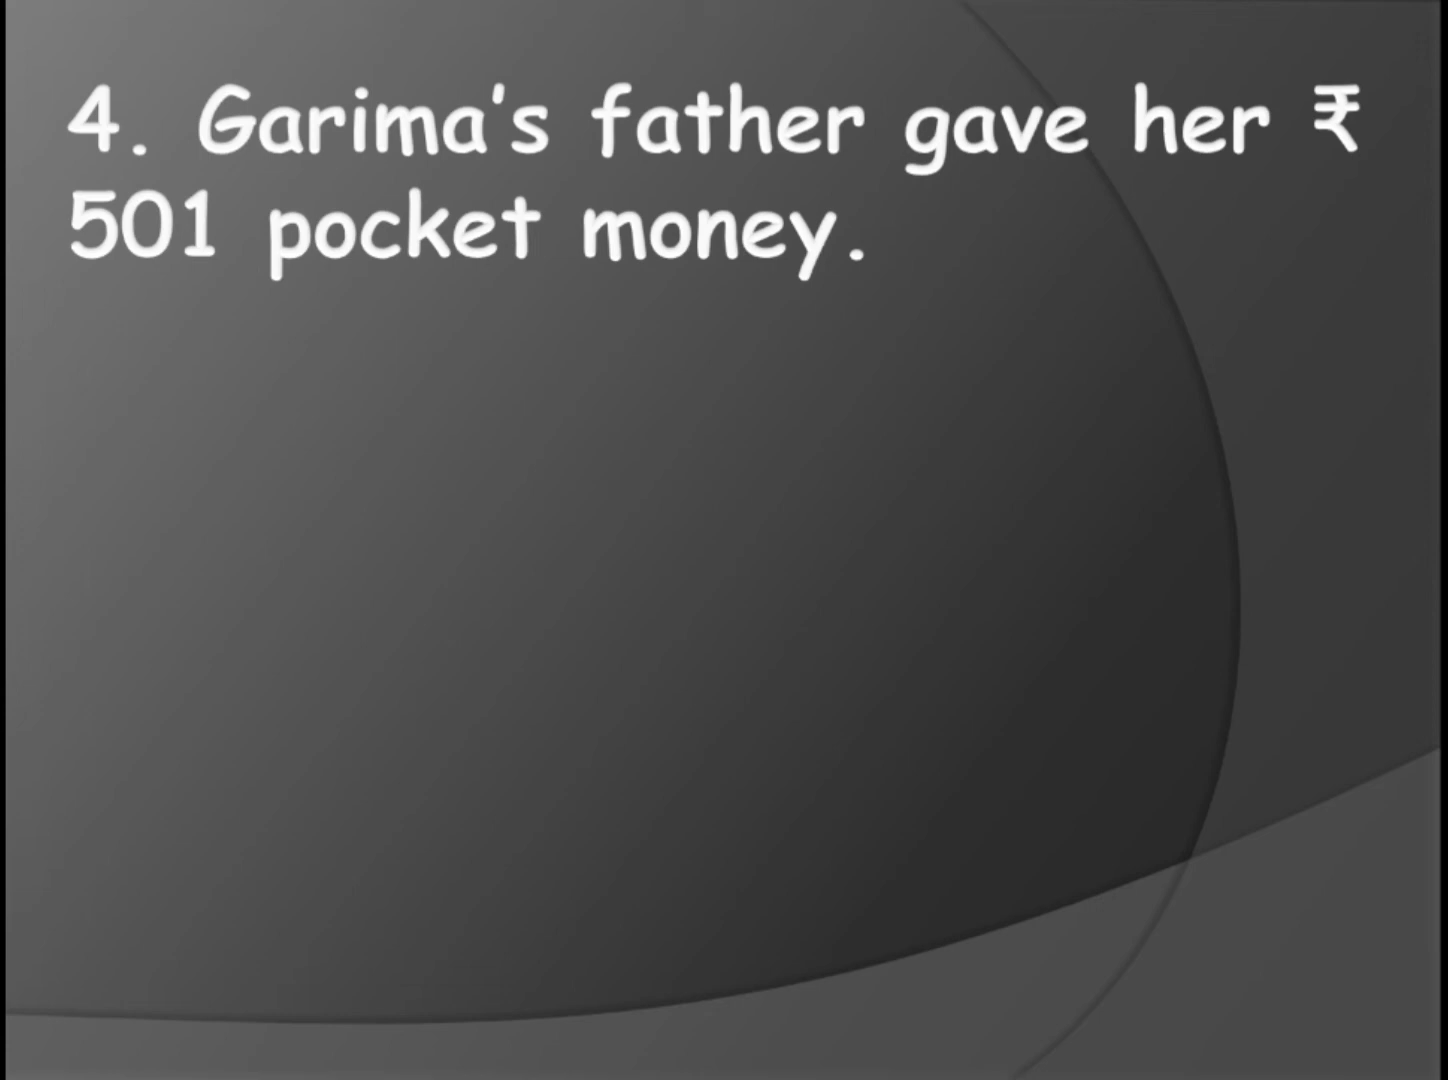 4. Garima's father gave her ₹
501 pocket money.